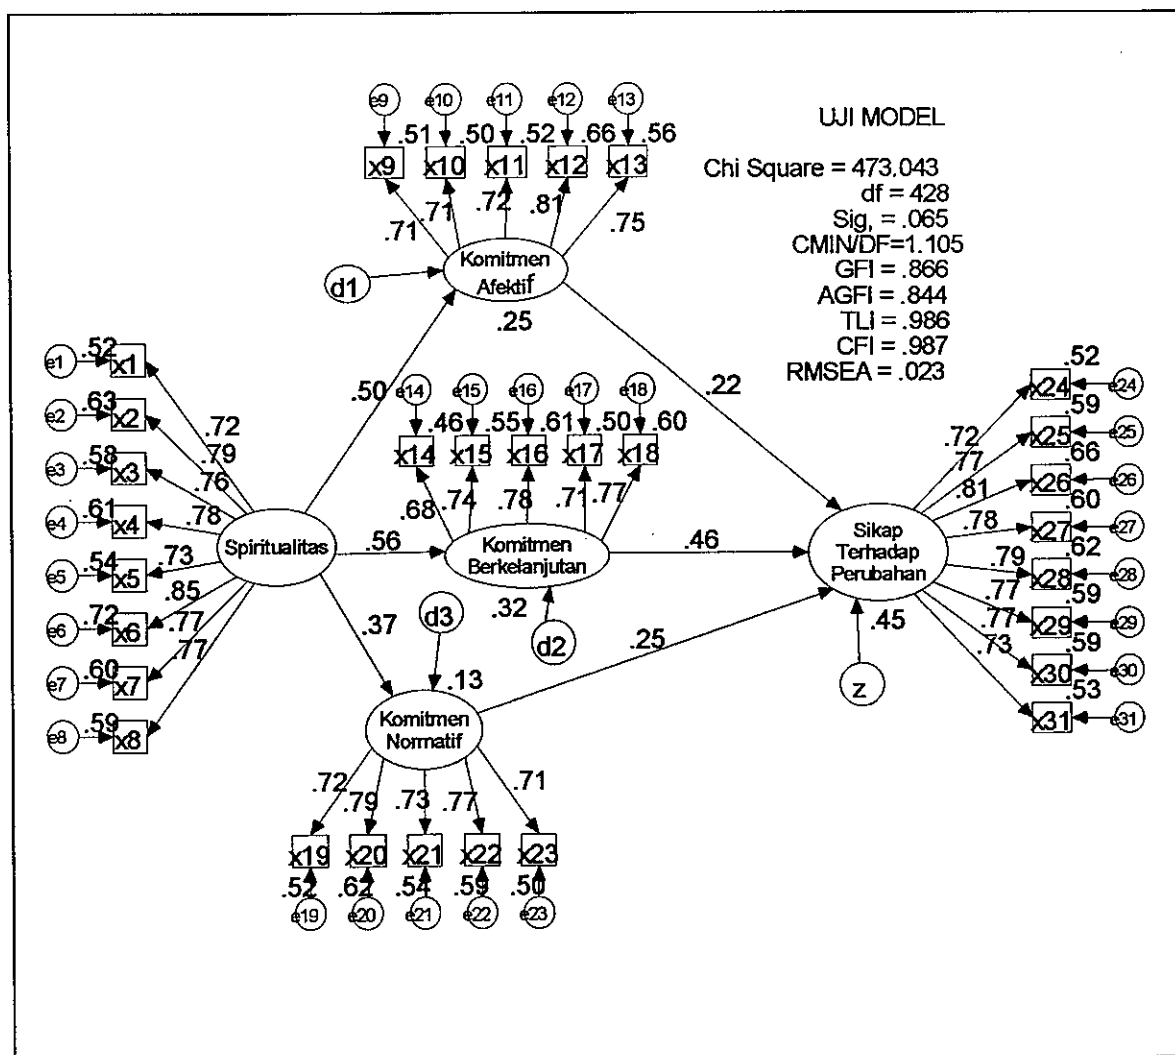 e9 e10 e11 e12 e13
.51 .50 .52 .66 .56
x9 x10 x11 x12 x13
.71 .71 .72 .81 .75
Komitmen
Afektif
d1
.25
UJI MODEL
Chi Square = 473.043
df = 428
Sig, = .065
CMIN/DF=1.105
GFI = .866
AGFI = .844
TLI = .986
CFI = .987
RMSEA = .023
e1 .52 x1
e2 .63 x2
e3 .58 x3
e4 .61 x4
e5 .54 x5
e6 .72 x6
e7 .60 x7
e8 .59 x8
.72
.79
.76
.78
.73
.85
.77
.77
Spiritualitas
.50
.56
.37
e14 e15 e16 e17 e18
.46 .55 .61 .50 .60
x14 x15 x16 x17 x18
.68 .74 .78 .71 .77
Komitmen
Berkelanjutan
.32
d2
d3
.13
Komitmen
Normatif
.72 .79 .73 .77 .71
x19 x20 x21 x22 x23
.52 .62 .54 .59 .50
e19 e20 e21 e22 e23
.22
.46
.25
Sikap
Terhadap
Perubahan
.45
z
.72
.77
.81
.78
.79
.77
.77
.73
.52
x24 e24
.59
x25 e25
.66
x26 e26
.60
x27 e27
.62
x28 e28
.59
x29 e29
.59
x30 e30
.53
x31 e31